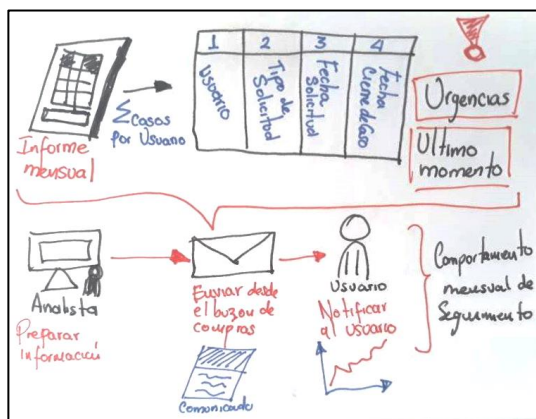 1 2 3 4
Usuario
Tipo de
Solicitud
Fecha
Solicitud
Fecha
Cierre de Caso
∑ Casos
por Usuario
Informe
mensual
Urgencias
Ultimo
momento
Analista
Preparar
información
Enviar desde
el buzon de
compras
Comunicado
Usuario
Notificar
al usuario
Comportamiento
mensual de
Seguimiento